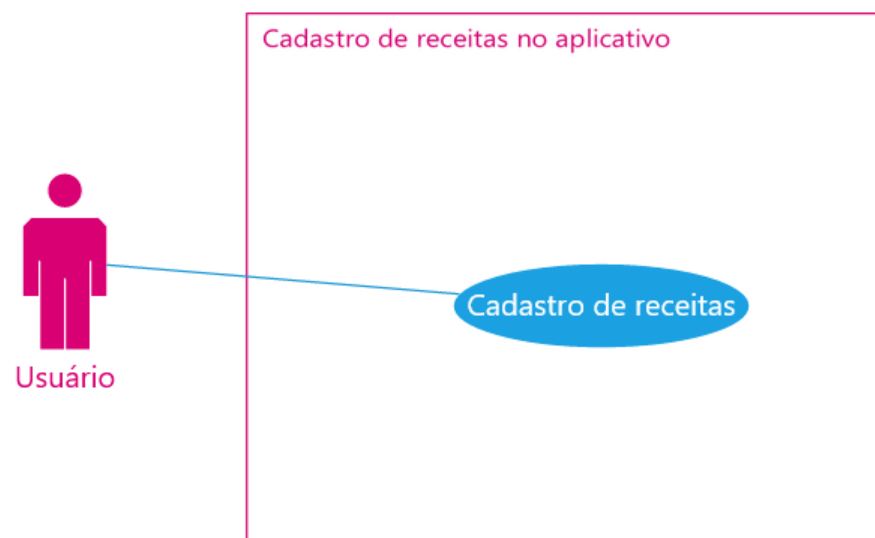 Cadastro de receitas no aplicativo
Cadastro de receitas
Usuário